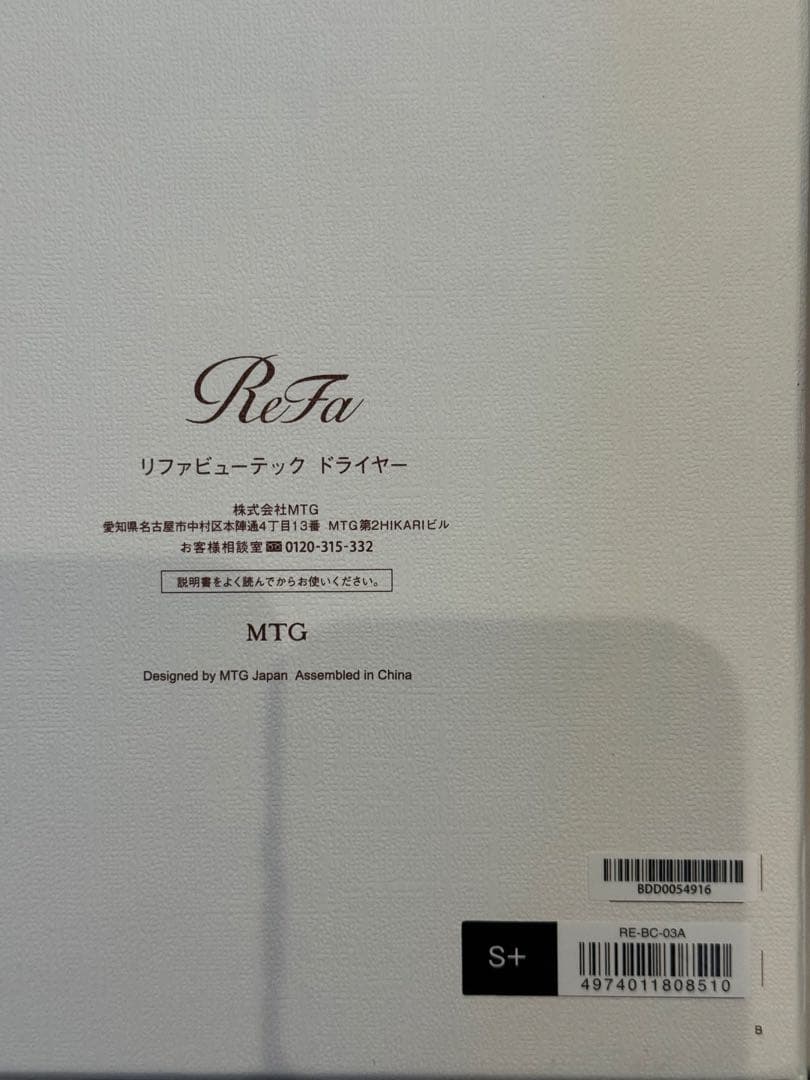 ReFa
リファビューテック ドライヤー
株式会社MTG
愛知県名古屋市中村区本陣通4丁目13番 MTG第2HIKARIビル
お客様相談室 0120-315-332
説明書をよく読んでからお使いください。
MTG
Designed by MTG Japan Assembled in China
BDD0054916
S+
RE-BC-03A
4974011808510
B